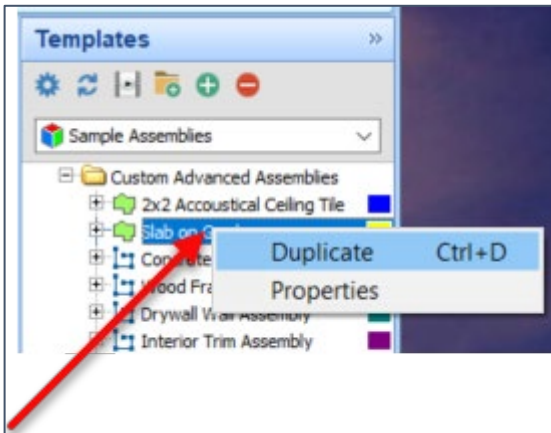 Templates
Sample Assemblies
Custom Advanced Assemblies
2x2 Accoustical Ceiling Tile
Slab on
Duplicate Ctrl+D
Properties
Wood
Drywall Wall Assembly
Interior Trim Assembly